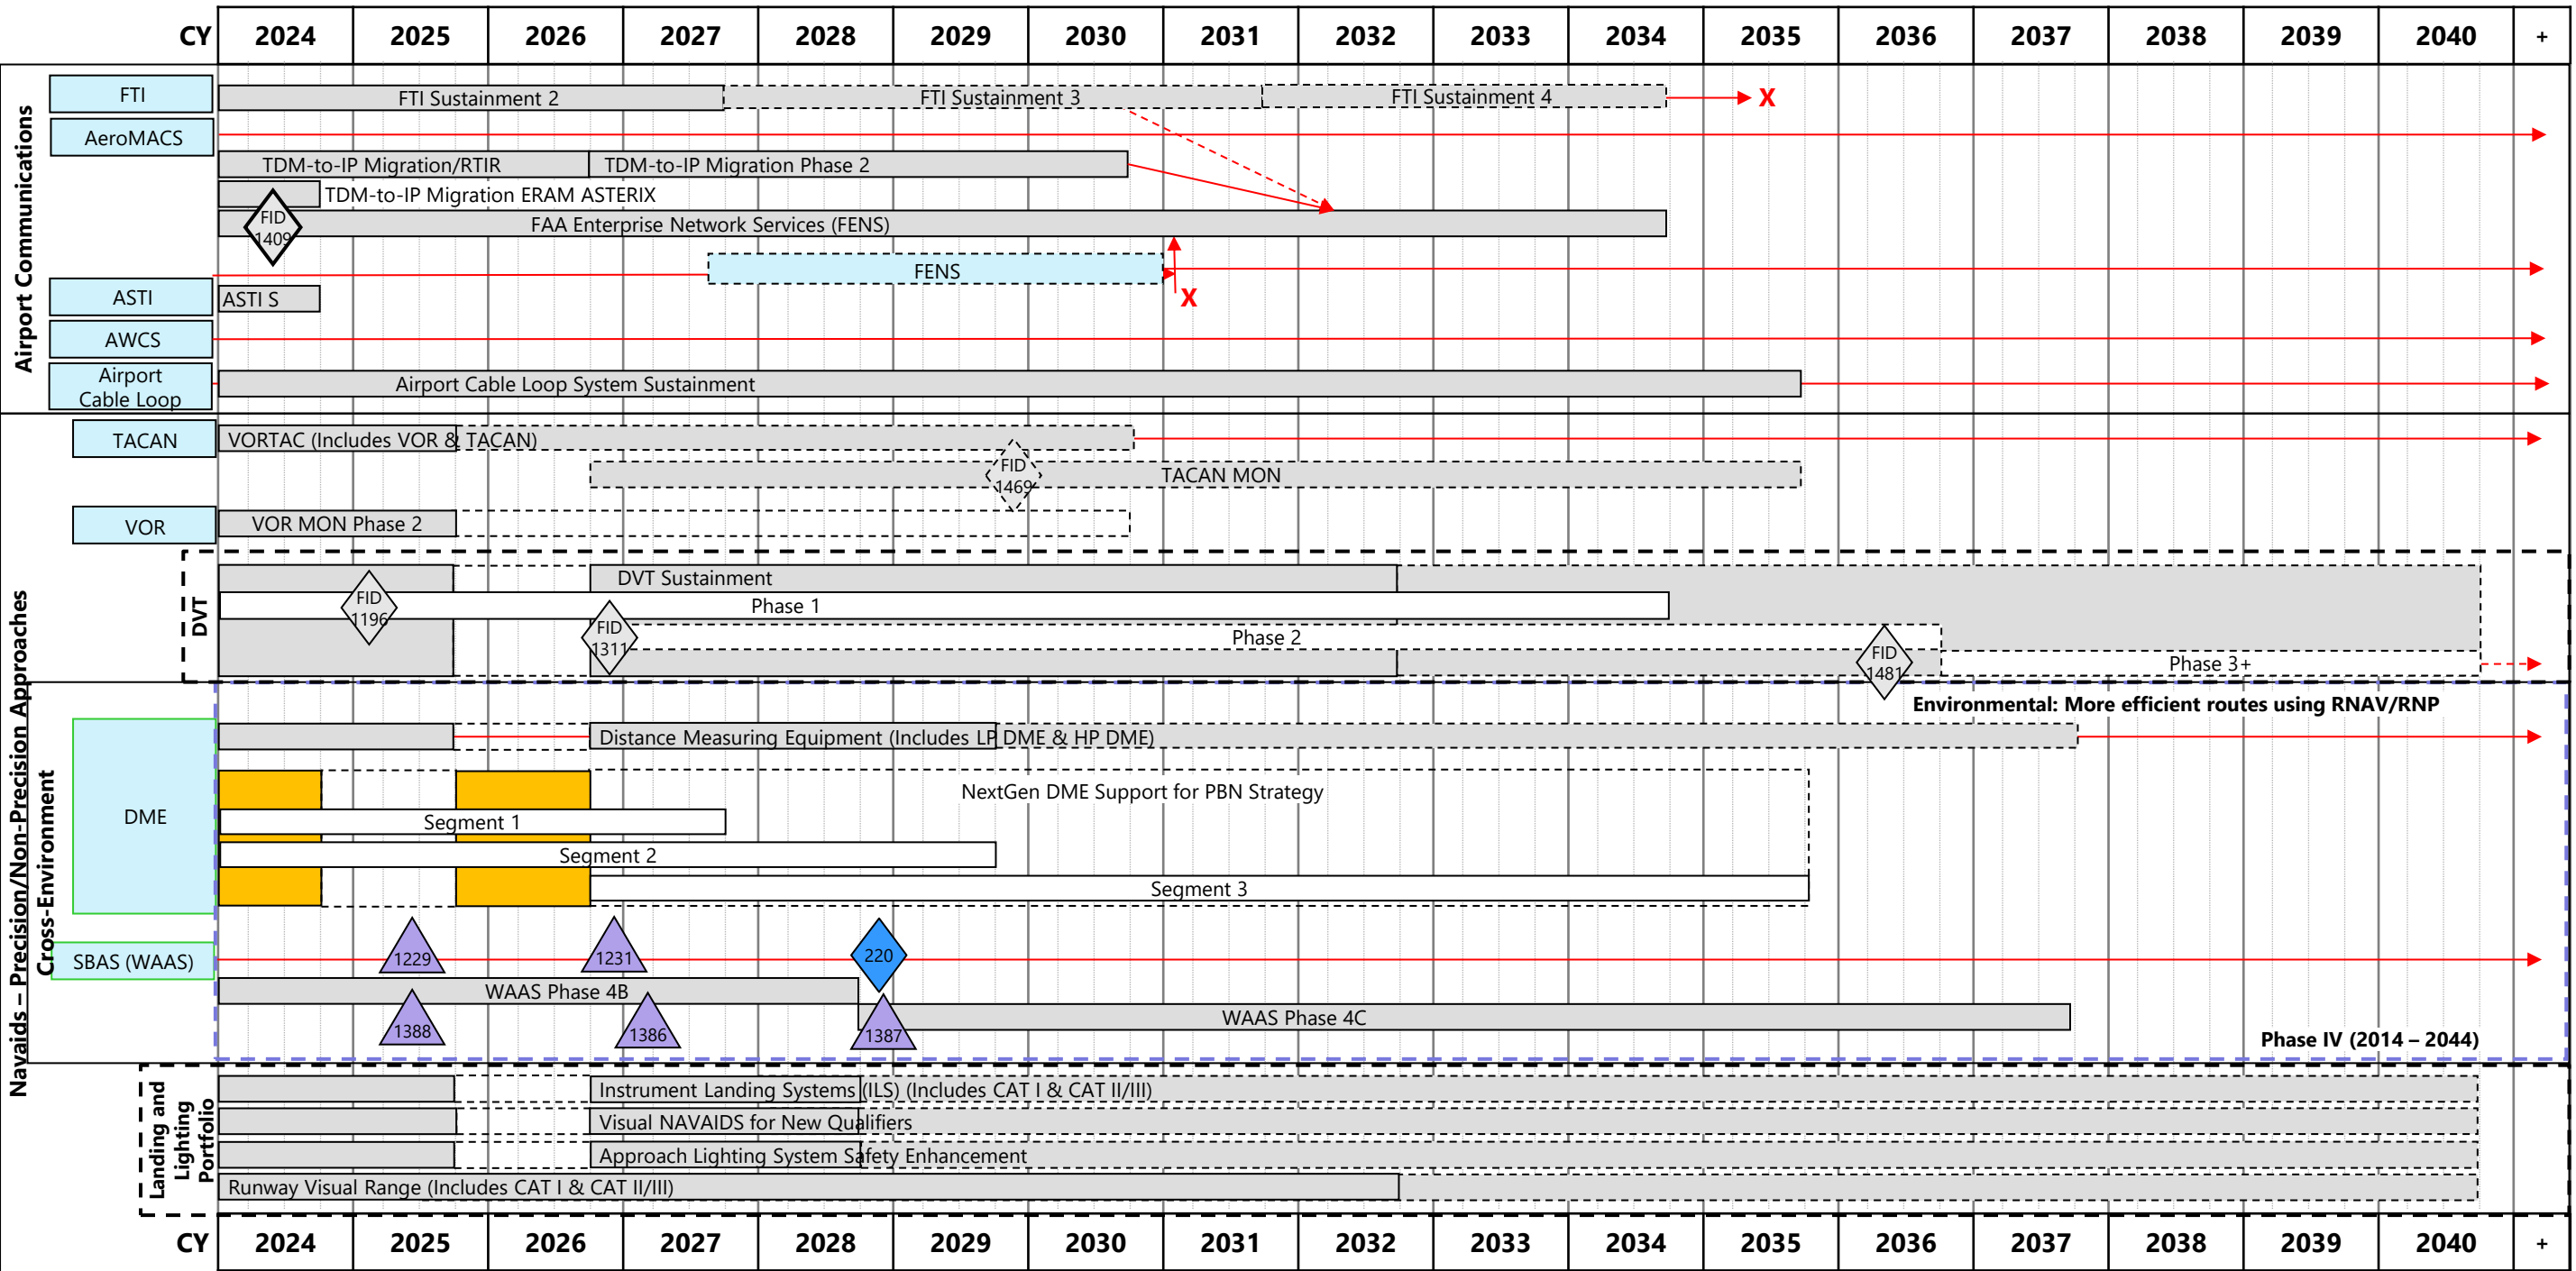 CY 2024 2025 2026 2027 2028 2029 2030 2031 2032 2033 2034 2035 2036 2037 2038 2039 2040 +
Airport Communications
FTI
FTI Sustainment 2
FTI Sustainment 3
FTI Sustainment 4
X
AeroMACS
TDM-to-IP Migration/RTIR
TDM-to-IP Migration Phase 2
TDM-to-IP Migration ERAM ASTERIX
FID
1409
FAA Enterprise Network Services (FENS)
FENS
ASTI
ASTI S
X
AWCS
Airport
Cable Loop
Airport Cable Loop System Sustainment
Navaids – Precision/Non-Precision Approaches
TACAN
VORTAC (Includes VOR & TACAN)
FID
1469
TACAN MON
VOR
VOR MON Phase 2
DVT
DVT Sustainment
FID
1196
Phase 1
FID
1311
Phase 2
FID
1481
Phase 3+
Cross-Environment
Environmental: More efficient routes using RNAV/RNP
DME
Distance Measuring Equipment (Includes LP DME & HP DME)
NextGen DME Support for PBN Strategy
Segment 1
Segment 2
Segment 3
SBAS (WAAS)
1229
1231
220
WAAS Phase 4B
1388
1386
1387
WAAS Phase 4C
Phase IV (2014 – 2044)
Landing and
Lighting
Portfolio
Instrument Landing Systems (ILS) (Includes CAT I & CAT II/III)
Visual NAVAIDS for New Qualifiers
Approach Lighting System Safety Enhancement
Runway Visual Range (Includes CAT I & CAT II/III)
CY 2024 2025 2026 2027 2028 2029 2030 2031 2032 2033 2034 2035 2036 2037 2038 2039 2040 +